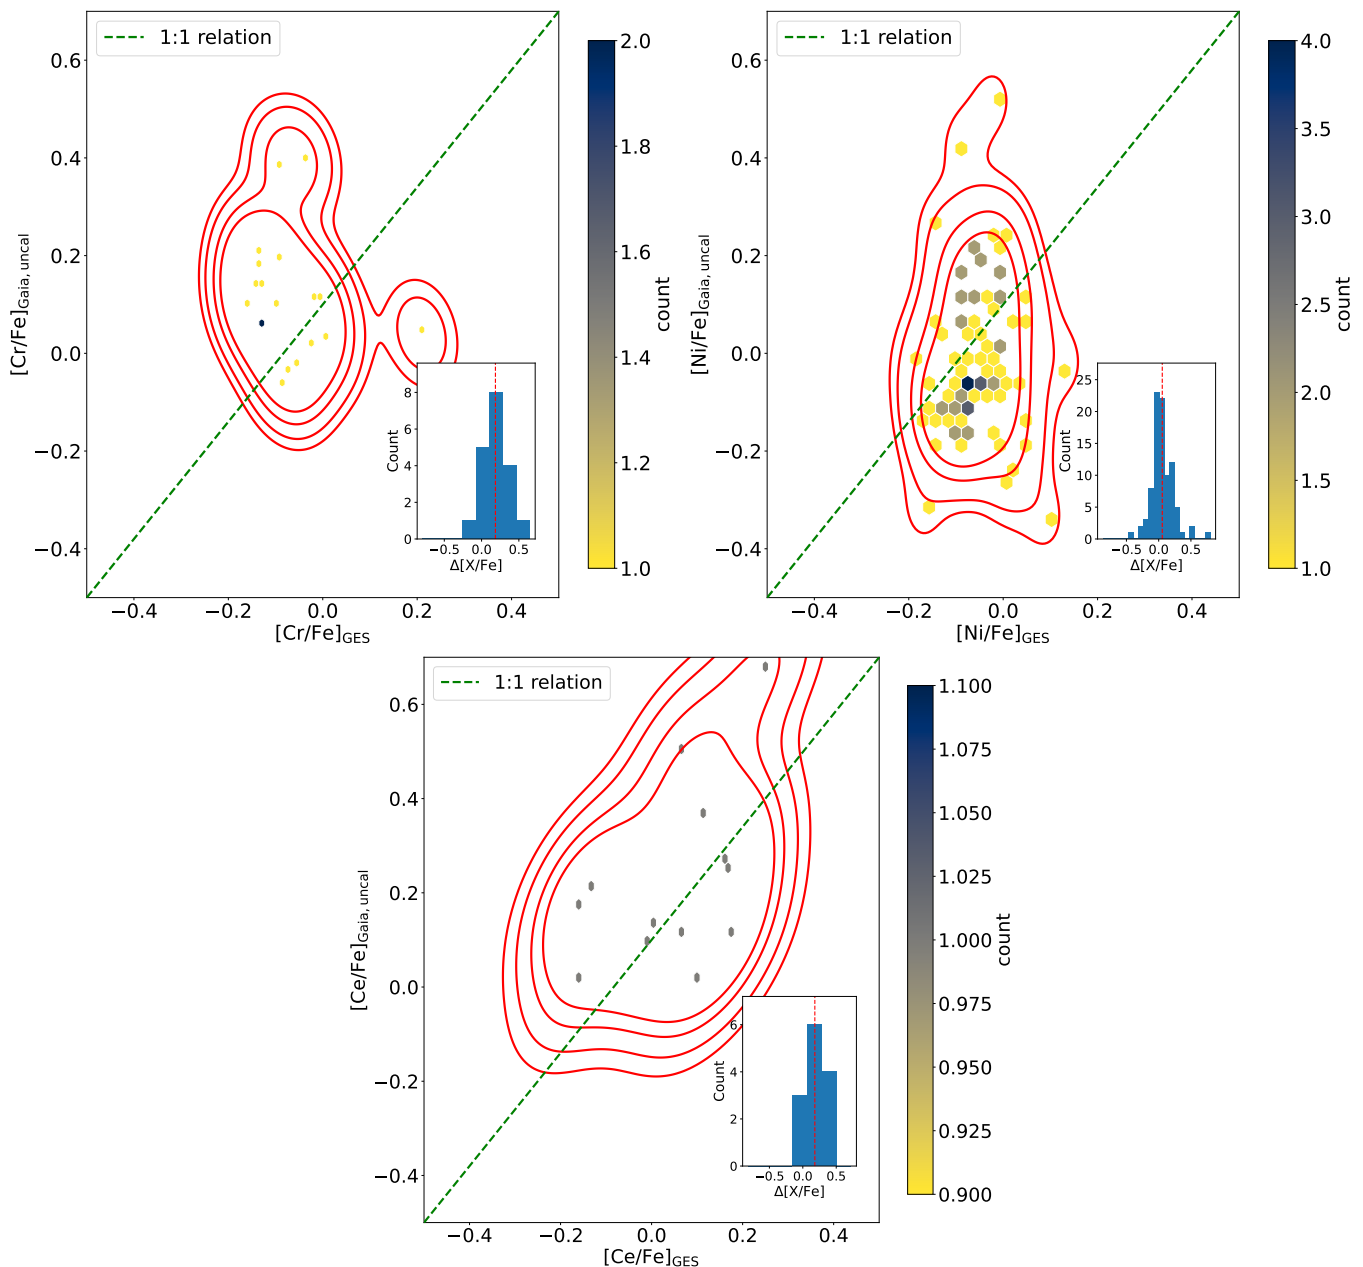 1:1 relation
0.6
0.4
0.2
0.0
−0.2
−0.4
[Cr/Fe]Gaia, uncal
−0.4 −0.2 0.0 0.2 0.4
[Cr/Fe]GES
8
6
4
2
0
Count
−0.5 0.0 0.5
Δ[X/Fe]
2.0
1.8
1.6
1.4
1.2
1.0
count
1:1 relation
0.6
0.4
0.2
0.0
−0.2
−0.4
[Ni/Fe]Gaia, uncal
−0.4 −0.2 0.0 0.2 0.4
[Ni/Fe]GES
25
20
15
10
5
0
Count
−0.5 0.0 0.5
Δ[X/Fe]
4.0
3.5
3.0
2.5
2.0
1.5
1.0
count
1:1 relation
0.6
0.4
0.2
0.0
−0.2
−0.4
[Ce/Fe]Gaia, uncal
−0.4 −0.2 0.0 0.2 0.4
[Ce/Fe]GES
6
4
2
0
Count
−0.5 0.0 0.5
Δ[X/Fe]
1.100
1.075
1.050
1.025
1.000
0.975
0.950
0.925
0.900
count